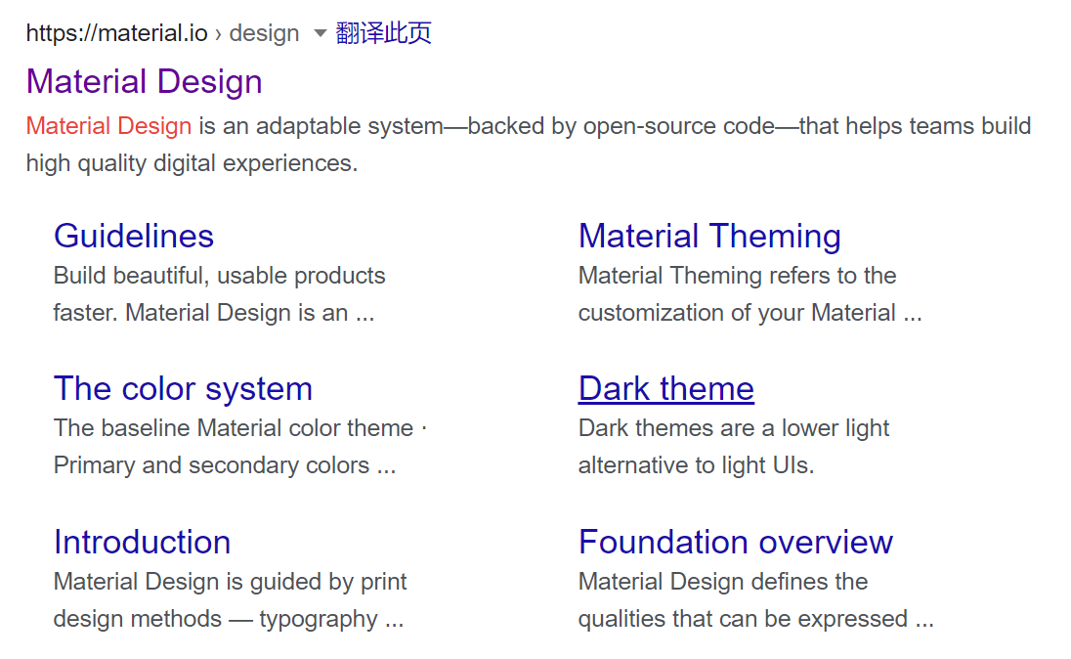 https://material.io › design ▼ 翻译此页
Material Design
Material Design is an adaptable system—backed by open-source code—that helps teams build
high quality digital experiences.
Guidelines
Build beautiful, usable products
faster. Material Design is an ...
Material Theming
Material Theming refers to the
customization of your Material ...
The color system
The baseline Material color theme ·
Primary and secondary colors ...
Dark theme
Dark themes are a lower light
alternative to light UIs.
Introduction
Material Design is guided by print
design methods — typography ...
Foundation overview
Material Design defines the
qualities that can be expressed ...